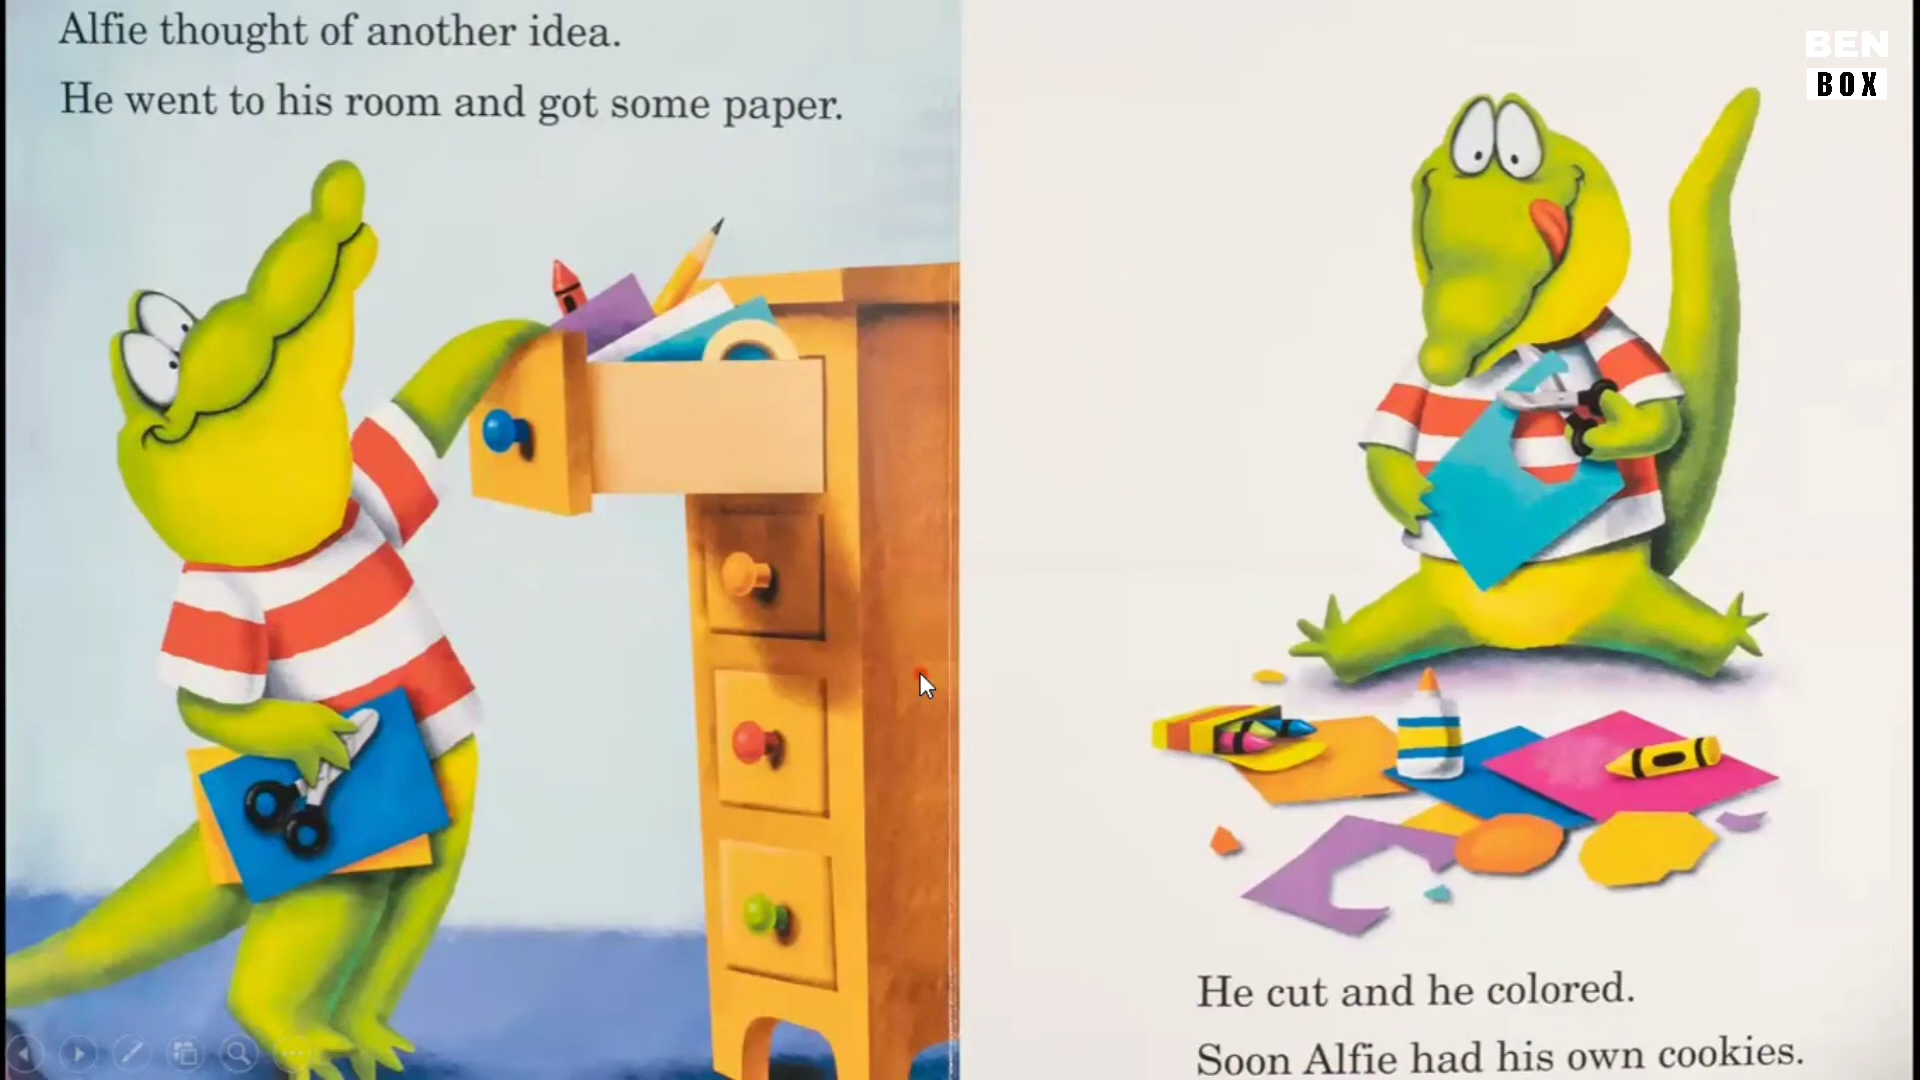 Alfie thought of another idea.
He went to his room and got some paper.
BEN
BOX
He cut and he colored.
Soon Alfie had his own cookies.